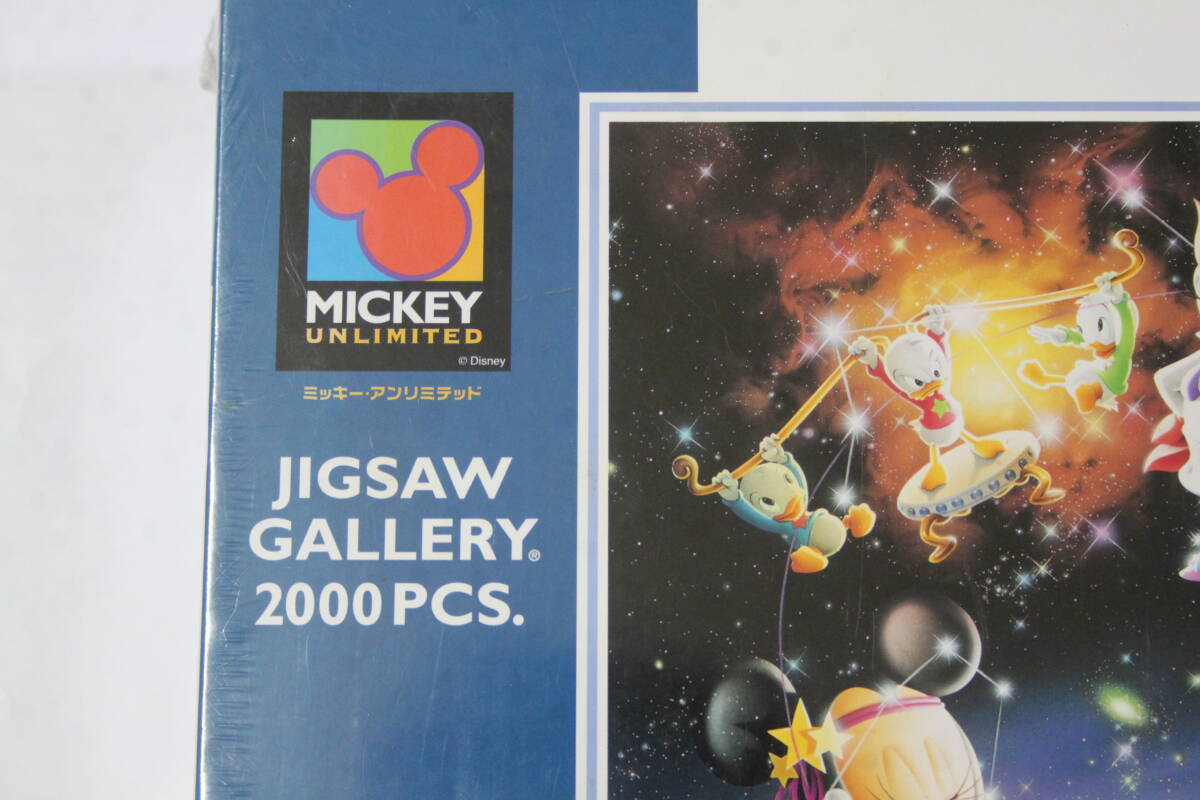 MICKEY
UNLIMITED
© Disney
ミッキー・アンリミテッド
JIGSAW
GALLERY®
2000 PCS.